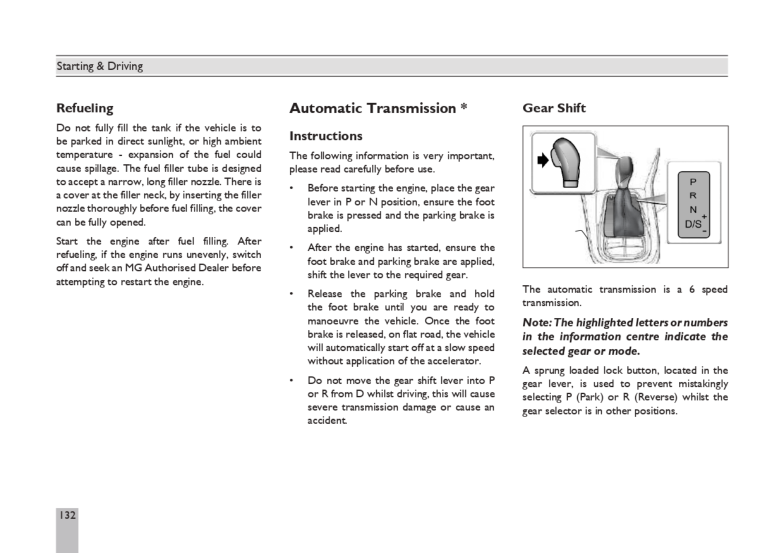 Starting & Driving
Refueling
Do not fully fill the tank if the vehicle is to
be parked in direct sunlight, or high ambient
temperature - expansion of the fuel could
cause spillage. The fuel filler tube is designed
to accept a narrow, long filler nozzle. There is
a cover at the filler neck, by inserting the filler
nozzle thoroughly before fuel filling, the cover
can be fully opened.
Start the engine after fuel filling. After
refueling, if the engine runs unevenly, switch
off and seek an MG Authorised Dealer before
attempting to restart the engine.
Automatic Transmission *
Instructions
The following information is very important,
please read carefully before use.
• Before starting the engine, place the gear
lever in P or N position, ensure the foot
brake is pressed and the parking brake is
applied.
• After the engine has started, ensure the
foot brake and parking brake are applied,
shift the lever to the required gear.
• Release the parking brake and hold
the foot brake until you are ready to
manoeuvre the vehicle. Once the foot
brake is released, on flat road, the vehicle
will automatically start off at a slow speed
without application of the accelerator.
• Do not move the gear shift lever into P
or R from D whilst driving, this will cause
severe transmission damage or cause an
accident.
Gear Shift
P
R
N
+
D/S
-
The automatic transmission is a 6 speed
transmission.
Note: The highlighted letters or numbers
in the information centre indicate the
selected gear or mode.
A sprung loaded lock button, located in the
gear lever, is used to prevent mistakingly
selecting P (Park) or R (Reverse) whilst the
gear selector is in other positions.
132